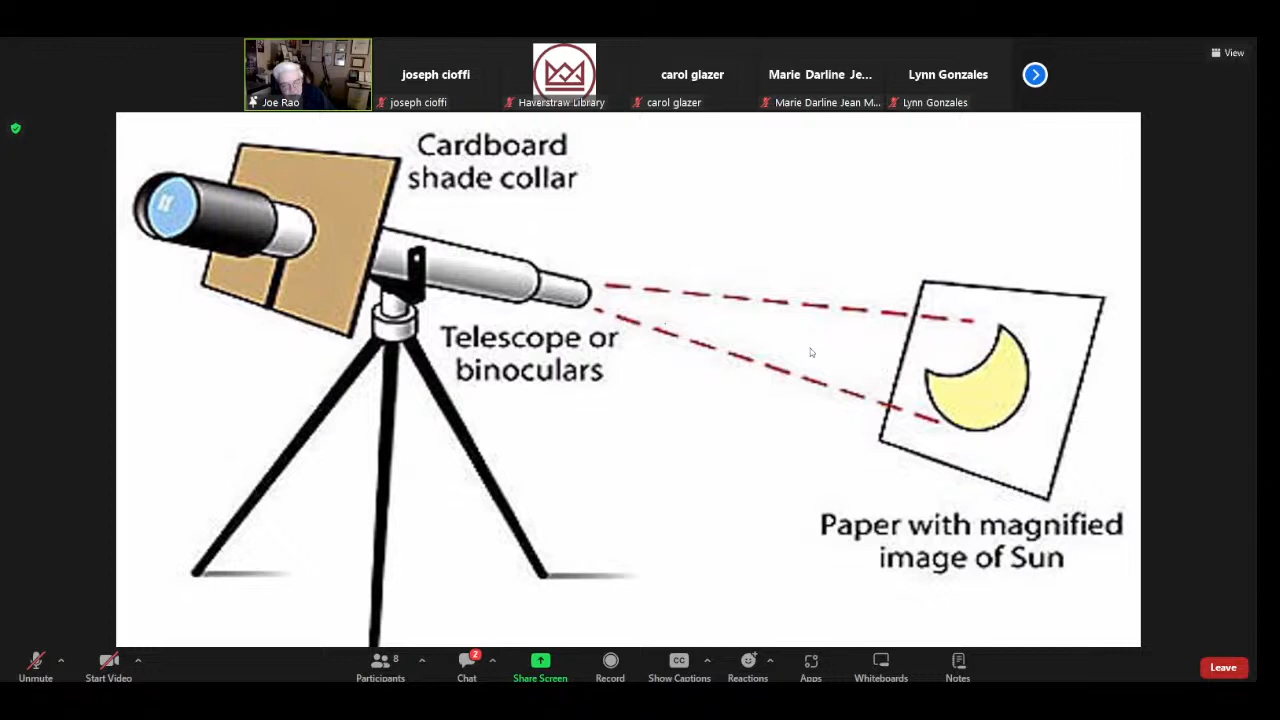 View
joseph cioffi
carol glazer
Marie Darline Je...
Lynn Gonzales
Joe Rao
joseph cioffi
Haverstraw Library
carol glazer
Marie Darline Jean M...
Lynn Gonzales
Cardboard
shade collar
Telescope or
binoculars
Paper with magnified
image of Sun
8
2
CC
Unmute
Start Video
Participants
Chat
Share Screen
Record
Show Captions
Reactions
Apps
Whiteboards
Notes
Leave